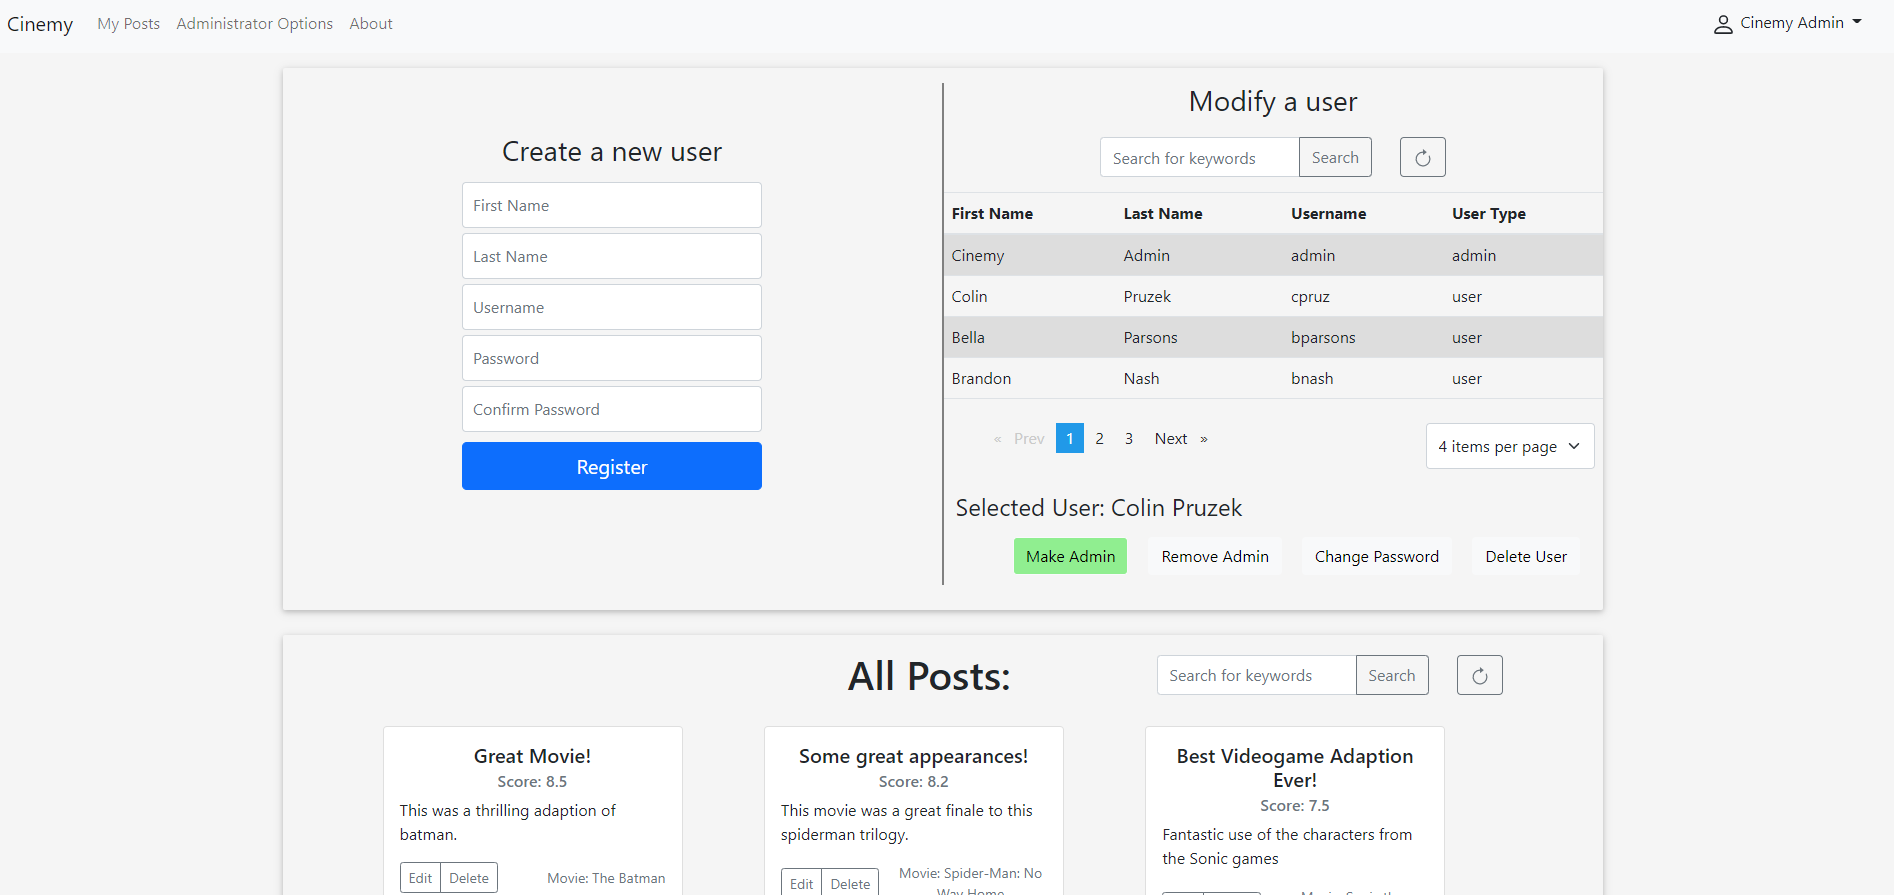 Cinemy My Posts Administrator Options About Cinemy Admin
Create a new user
First Name
Last Name
Username
Password
Confirm Password
Register
Modify a user
Search for keywords Search
First Name Last Name Username User Type
Cinemy Admin admin admin
Colin Pruzek cpruz user
Bella Parsons bparsons user
Brandon Nash bnash user
« Prev 1 2 3 Next » 4 items per page
Selected User: Colin Pruzek
Make Admin Remove Admin Change Password Delete User
All Posts: Search for keywords Search
Great Movie!
Score: 8.5
This was a thrilling adaption of
batman.
Edit Delete Movie: The Batman
Some great appearances!
Score: 8.2
This movie was a great finale to this
spiderman trilogy.
Edit Delete Movie: Spider-Man: No
Way Home
Best Videogame Adaption
Ever!
Score: 7.5
Fantastic use of the characters from
the Sonic games